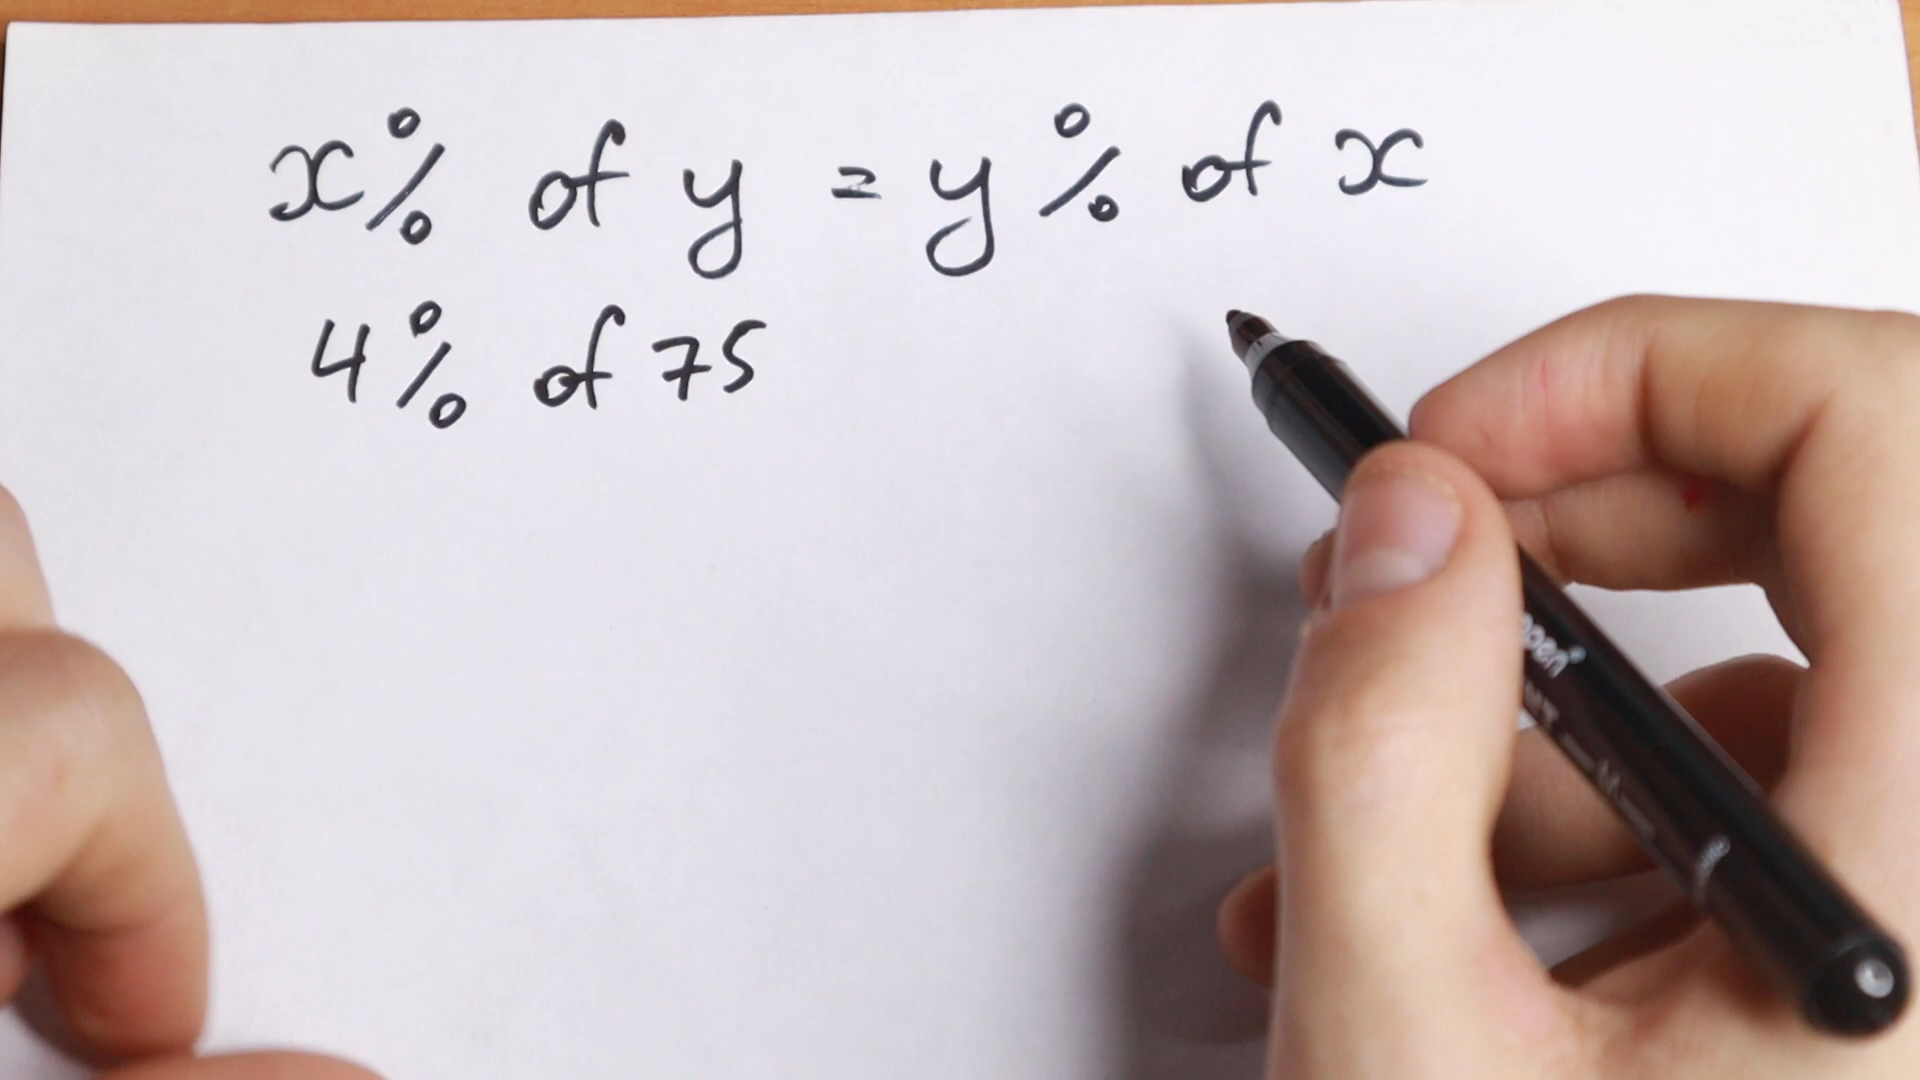 x% of y = y% of x
4% of 75